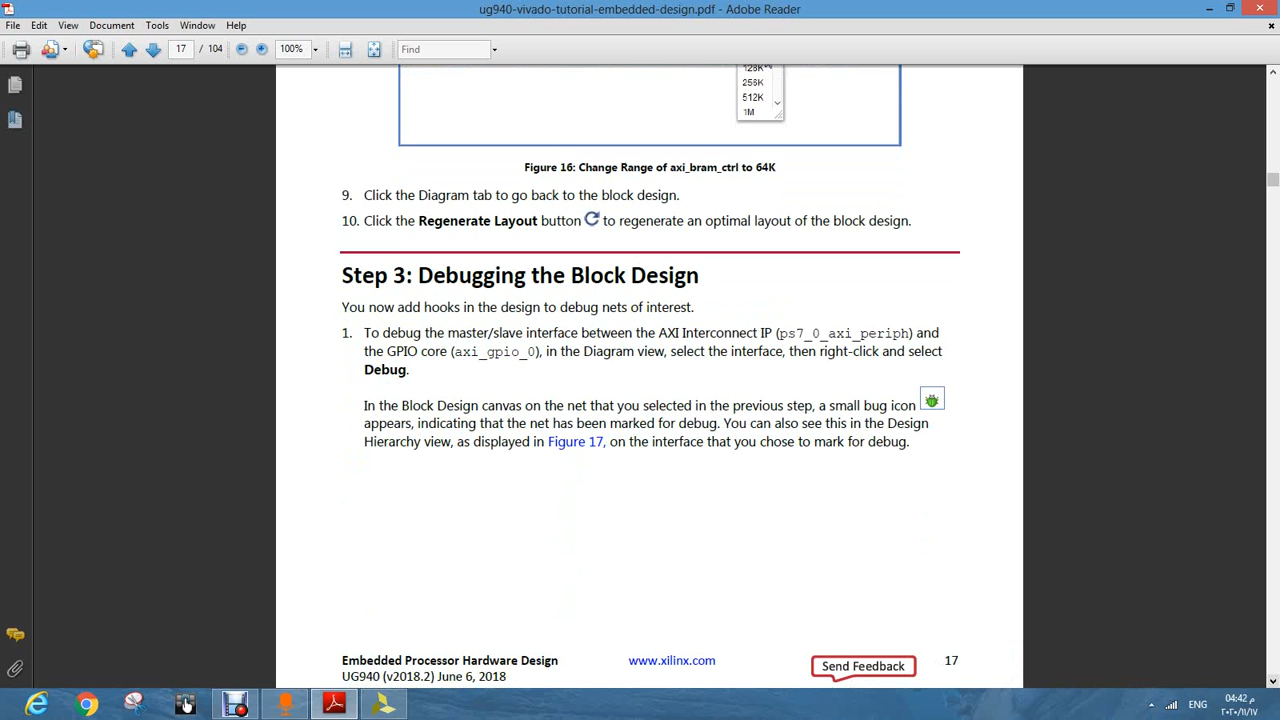 ug940-vivado-tutorial-embedded-design.pdf - Adobe Reader
File Edit View Document Tools Window Help
17 / 104 100% Find
128K
256K
512K
1M
Figure 16: Change Range of axi_bram_ctrl to 64K
9. Click the Diagram tab to go back to the block design.
10. Click the Regenerate Layout button to regenerate an optimal layout of the block design.
Step 3: Debugging the Block Design
You now add hooks in the design to debug nets of interest.
1. To debug the master/slave interface between the AXI Interconnect IP (ps7_0_axi_periph) and
the GPIO core (axi_gpio_0), in the Diagram view, select the interface, then right-click and select
Debug.
In the Block Design canvas on the net that you selected in the previous step, a small bug icon
appears, indicating that the net has been marked for debug. You can also see this in the Design
Hierarchy view, as displayed in Figure 17, on the interface that you chose to mark for debug.
Embedded Processor Hardware Design www.xilinx.com Send Feedback 17
UG940 (v2018.2) June 6, 2018
ENG
04:42 م
٢٠٢٠/١١/١٧